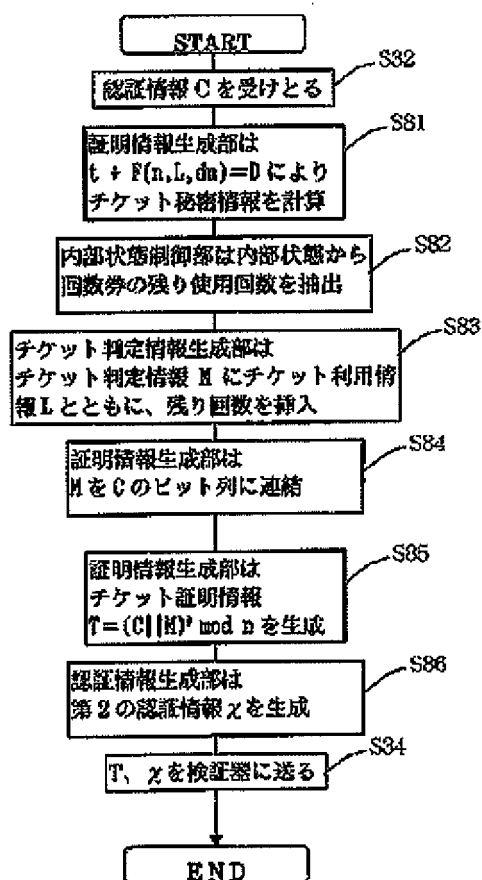 START
S32
認証情報Cを受けとる
S81
証明情報生成部は
t + F(n,L,du)=D により
チケット秘密情報を計算
S82
内部状態制御部は内部状態から
回数券の残り使用回数を抽出
S83
チケット判定情報生成部は
チケット判定情報 M にチケット利用情
報Lとともに、残り回数を挿入
S84
証明情報生成部は
MをCのビット列に連結
S85
証明情報生成部は
チケット証明情報
T=(C||M) mod n を生成
S86
認証情報生成部は
第2の認証情報χを生成
S34
T、χを検証器に送る
END